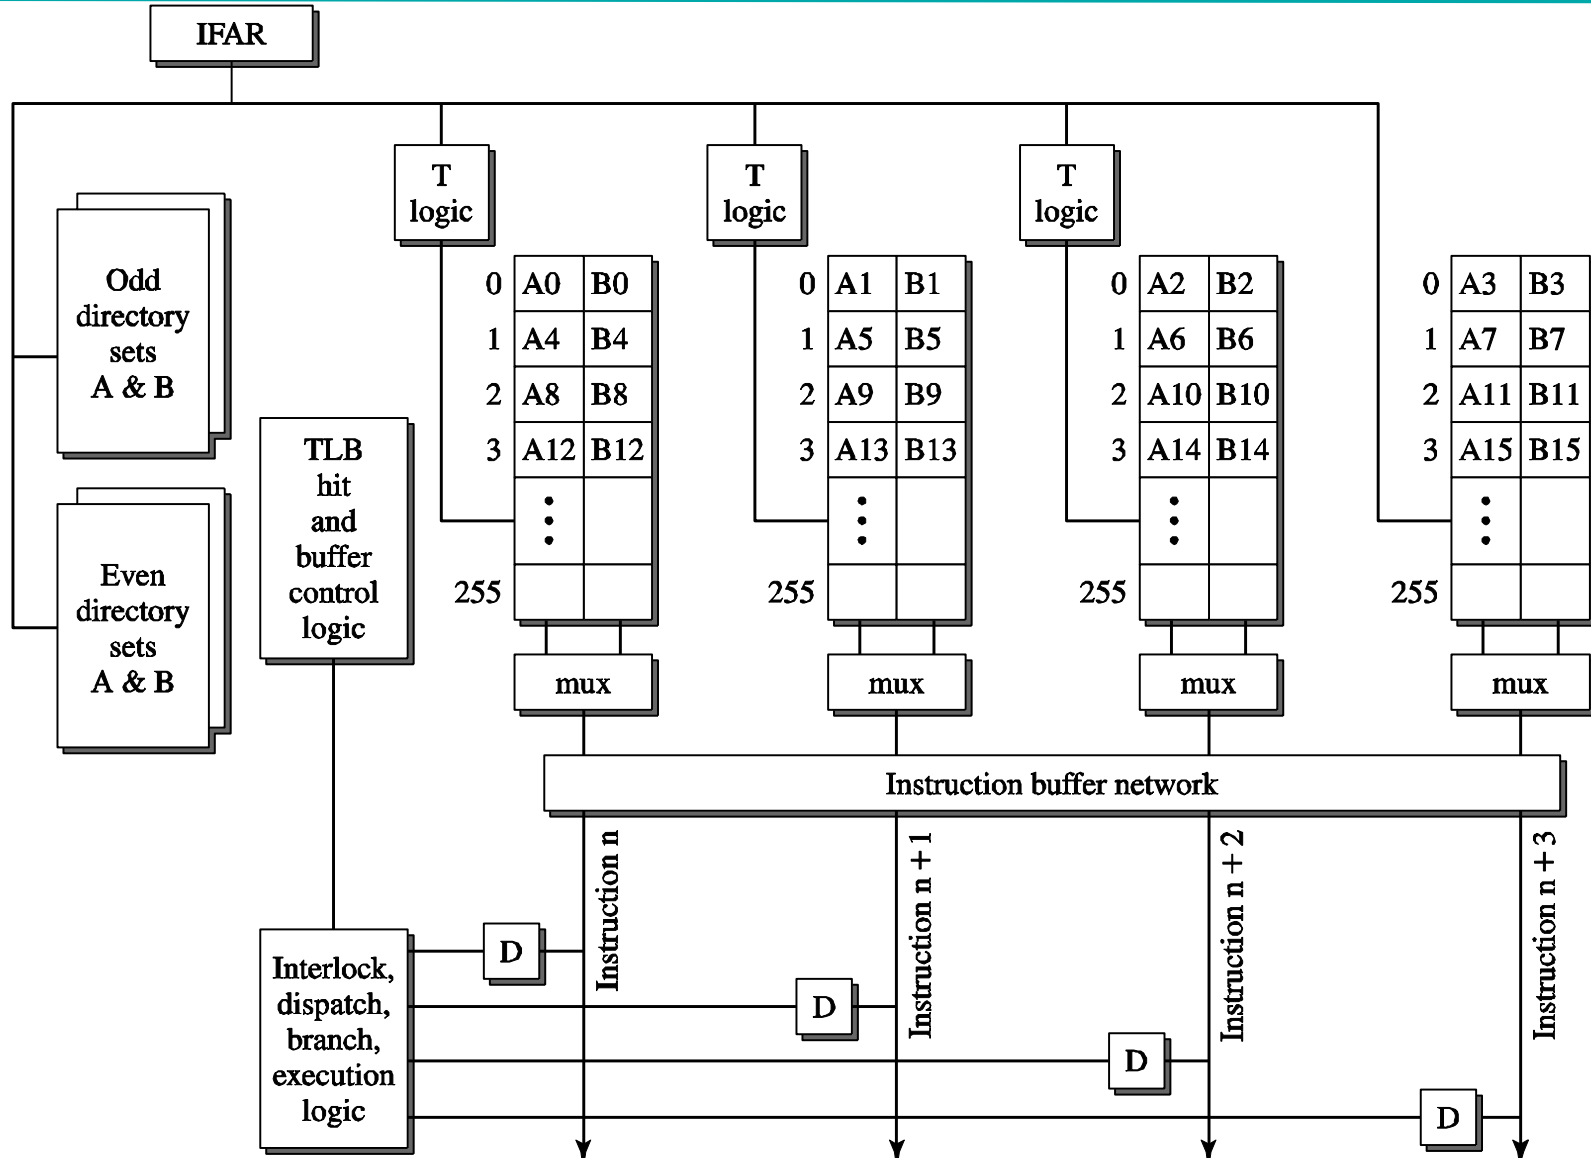 IFAR
T
logic
T
logic
T
logic
Odd
directory
sets
A & B
Even
directory
sets
A & B
TLB
hit
and
buffer
control
logic
0 A0 B0
1 A4 B4
2 A8 B8
3 A12 B12
255
0 A1 B1
1 A5 B5
2 A9 B9
3 A13 B13
255
0 A2 B2
1 A6 B6
2 A10 B10
3 A14 B14
255
0 A3 B3
1 A7 B7
2 A11 B11
3 A15 B15
255
mux
mux
mux
mux
Instruction buffer network
Instruction n
Instruction n + 1
Instruction n + 2
Instruction n + 3
Interlock,
dispatch,
branch,
execution
logic
D
D
D
D